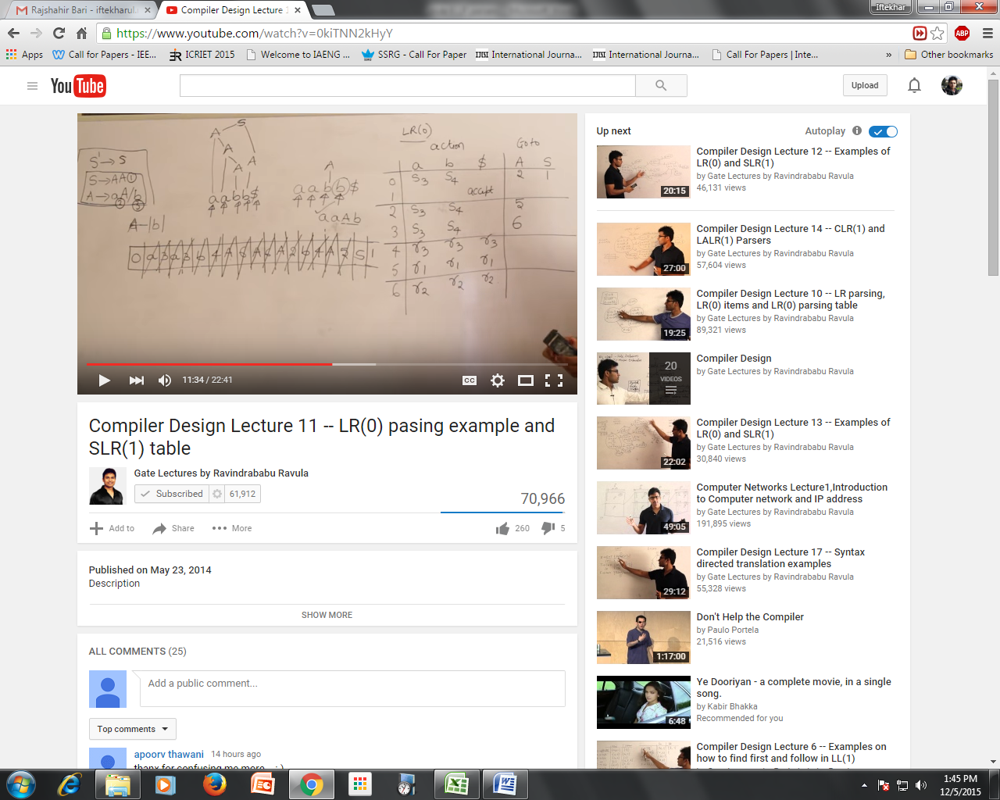 Rajshahir Bari - iftekharul.
Compiler Design Lecture 1
Iftekhar
https://www.youtube.com/watch?v=0kiTNN2kHyY
ABP
Apps
Call for Papers - IEE...
ICRIET 2015
Welcome to IAENG ...
SSRG - Call For Paper
International Journa...
International Journa...
Call For Papers | Inte...
»
Other bookmarks
YouTube
Upload
LR(0)
action
Goto
a b $ A S
0 S3 S4 2 1
1 accept
2 S3 S4 5
3 S3 S4 6
4 r3 r3 r3
5 r1 r1 r1
6 r2 r2 r2
S' → S
S → AA ①
A → aA/b
② ③
S
A
A
A
A
aabb$
A
aabb$
aaAb
A-|b|
11:34 / 22:41
CC
Compiler Design Lecture 11 -- LR(0) pasing example and
SLR(1) table
Gate Lectures by Ravindrababu Ravula
Subscribed
61,912
70,966
Add to
Share
More
260
5
Published on May 23, 2014
Description
SHOW MORE
ALL COMMENTS (25)
Add a public comment...
Top comments
apoorv thawani 14 hours ago
thanx for confusing me more... :)
Up next
Autoplay
Compiler Design Lecture 12 -- Examples of
LR(0) and SLR(1)
by Gate Lectures by Ravindrababu Ravula
46,131 views
20:15
Compiler Design Lecture 14 -- CLR(1) and
LALR(1) Parsers
by Gate Lectures by Ravindrababu Ravula
57,604 views
27:00
Compiler Design Lecture 10 -- LR parsing,
LR(0) items and LR(0) parsing table
by Gate Lectures by Ravindrababu Ravula
89,321 views
19:25
Compiler Design
by Gate Lectures by Ravindrababu Ravula
20
VIDEOS
Compiler Design Lecture 13 -- Examples of
LR(0) and SLR(1)
by Gate Lectures by Ravindrababu Ravula
30,840 views
22:02
Computer Networks Lecture1,Introduction
to Computer network and IP address
by Gate Lectures by Ravindrababu Ravula
191,895 views
49:05
Compiler Design Lecture 17 -- Syntax
directed translation examples
by Gate Lectures by Ravindrababu Ravula
55,328 views
29:12
Don't Help the Compiler
by Paulo Portela
21,516 views
1:17:00
Ye Dooriyan - a complete movie, in a single
song.
by Kabir Bhakka
Recommended for you
6:48
Compiler Design Lecture 6 -- Examples on
how to find first and follow in LL(1)
1:45 PM
12/5/2015